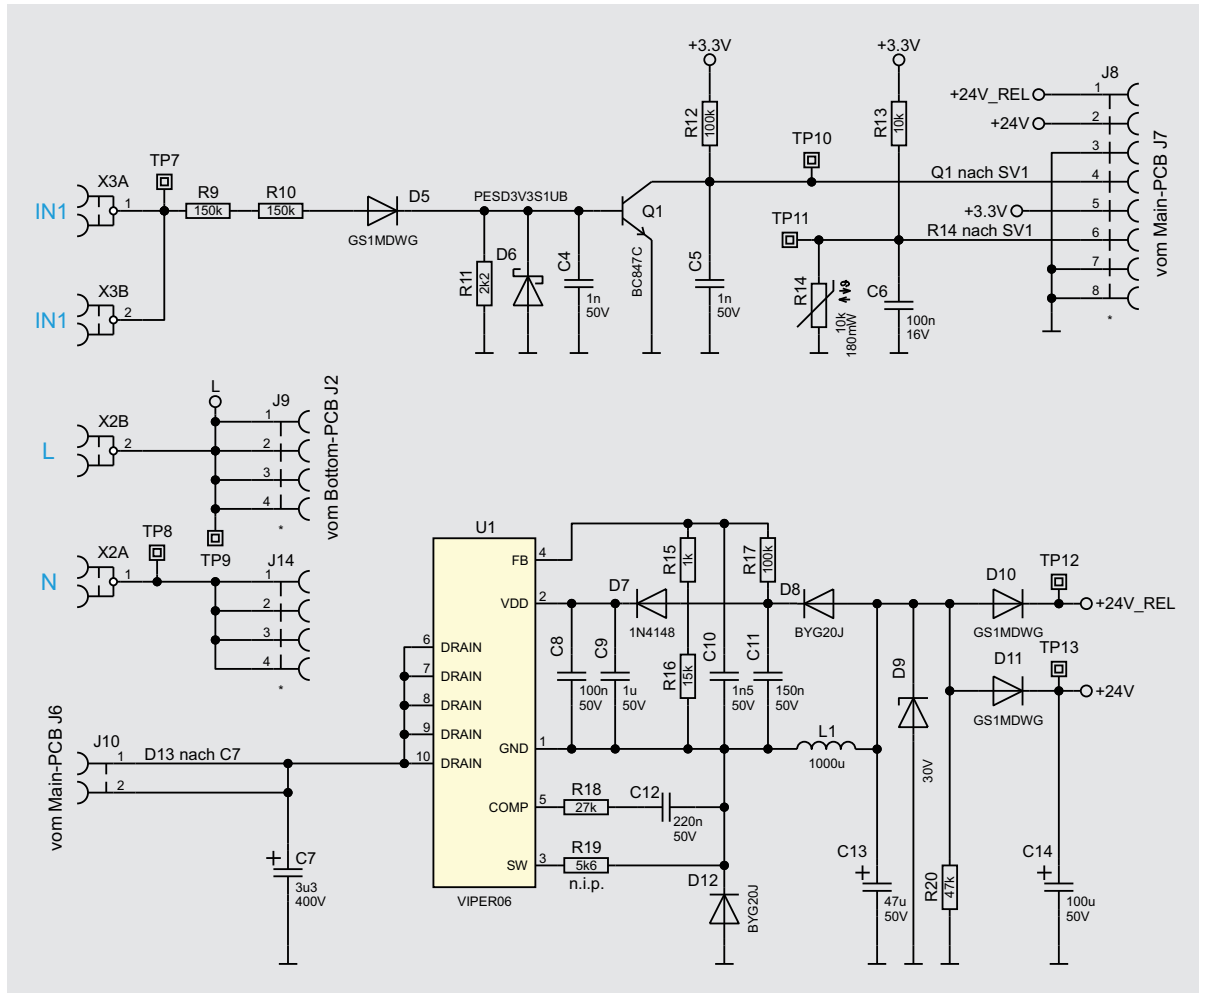 +3.3V
+3.3V
J8
+24V_REL
1
R12
100k
R13
10k
+24V
2
TP10
3
TP7
X3A
R9
R10
D5
PESD3V3S1UB
Q1 nach SV1
4
IN1
1
150k
150k
GS1MDWG
Q1
TP11
+3.3V
5
R14 nach SV1
6
vom Main-PCB J7
D6
C4
BC847C
C5
R11
2k2
1n
50V
1n
50V
R14
10k
180mW
C6
100n
16V
7
8
*
X3B
IN1
2
L
J9
1
X2B
L
2
2
3
4
*
vom Bottom-PCB J2
TP8
TP9
X2A
N
1
J14
1
2
3
4
*
U1
FB
4
R15
1k
R17
100k
TP12
VDD
2
D7
1N4148
D8
BYG20J
D10
GS1MDWG
+24V_REL
6
DRAIN
7
DRAIN
8
DRAIN
9
DRAIN
10
DRAIN
C8
100n
50V
C9
1u
50V
R16
15k
C10
1n5
50V
C11
150n
50V
D9
30V
D11
GS1MDWG
TP13
+24V
GND
1
L1
1000u
vom Main-PCB J6
J10
1
D13 nach C7
2
COMP
5
R18
27k
C12
220n
50V
SW
3
R19
5k6
n.i.p.
D12
BYG20J
VIPER06
+
C7
3u3
400V
C13
+
47u
50V
R20
47k
C14
+
100u
50V